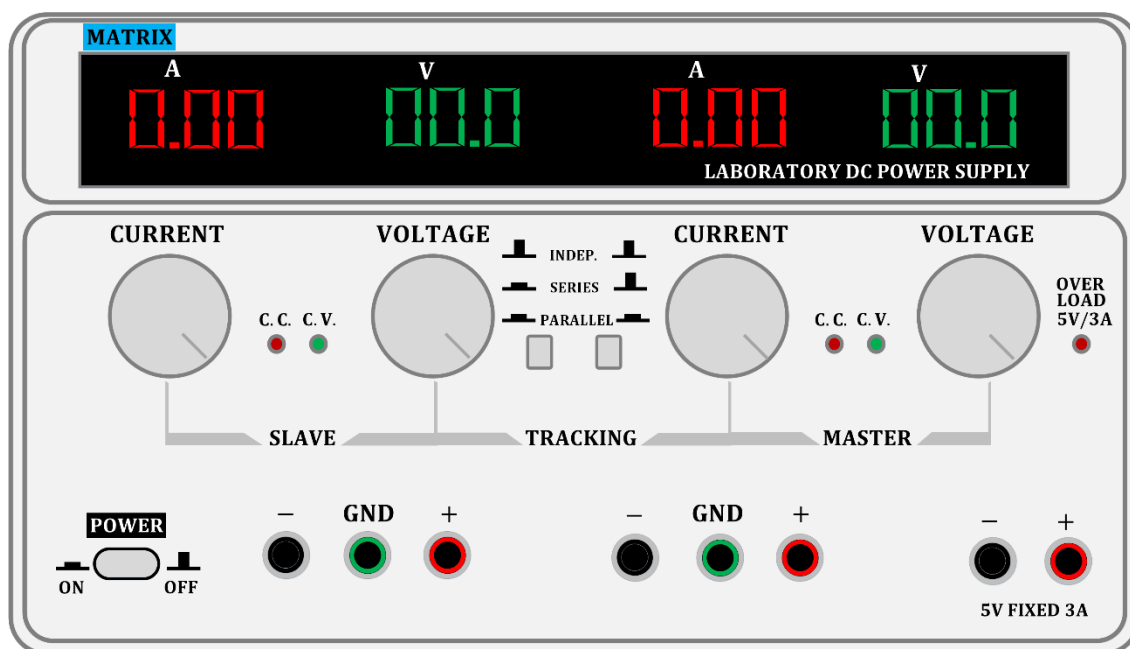 MATRIX
A V A V
0.00 00.0 0.00 00.0
LABORATORY DC POWER SUPPLY
CURRENT VOLTAGE CURRENT VOLTAGE
INDEP.
SERIES
PARALLEL
C.C. C.V.
C.C. C.V.
OVER
LOAD
5V/3A
SLAVE TRACKING MASTER
POWER
ON OFF
− GND +
− GND +
− +
5V FIXED 3A